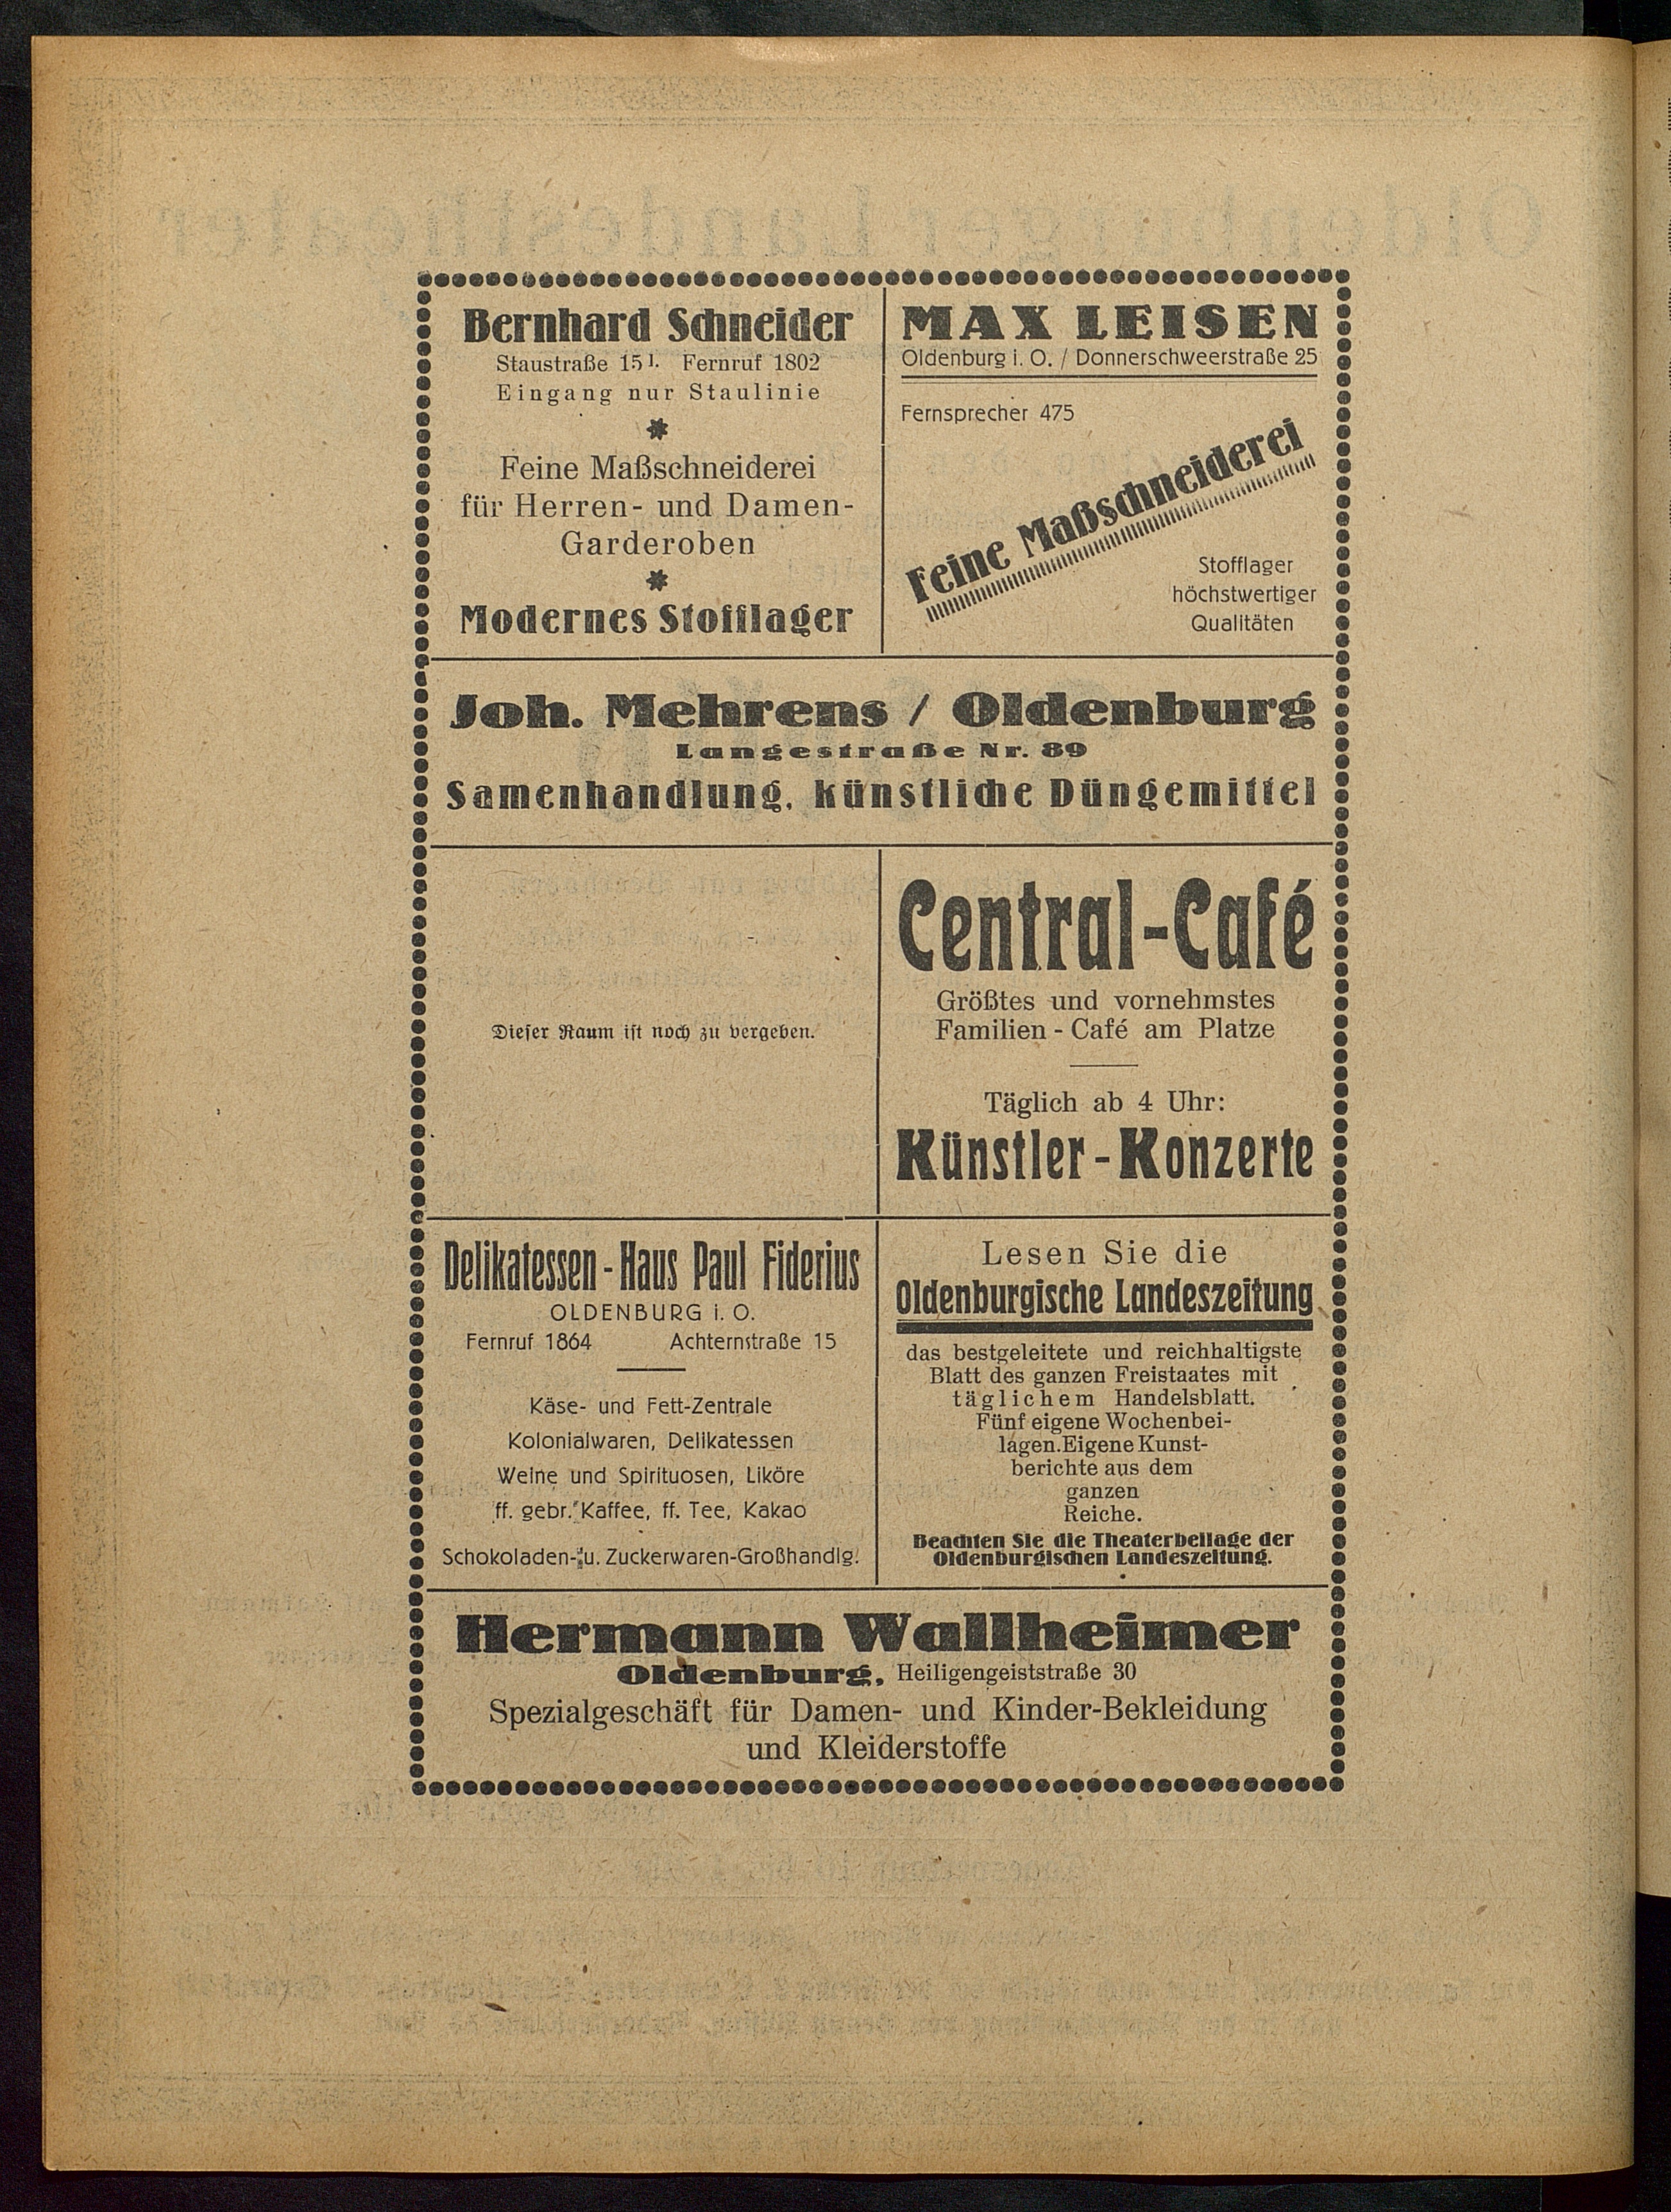 Bernhard Schneider
Staustraße 15 I. Fernruf 1802
Eingang nur Staulinie
Feine Maßschneiderei
für Herren- und Damen-
Garderoben
Modernes Stofflager
MAX LEISEN
Oldenburg i. O. / Donnerschweerstraße 25
Fernsprecher 475
Feine Maßschneiderei
Stofflager
höchstwertiger
Qualitäten
Joh. Mehrens / Oldenburg
Langestraße Nr. 89
Samenhandlung, künstliche Düngemittel
Dieser Raum ist noch zu vergeben.
Central-Café
Größtes und vornehmstes
Familien-Café am Platze
Täglich ab 4 Uhr:
Künstler-Konzerte
Delikatessen-Haus Paul Fiderius
OLDENBURG i. O.
Fernruf 1864 Achternstraße 15
Käse- und Fett-Zentrale
Kolonialwaren, Delikatessen
Weine und Spirituosen, Liköre
ff. gebr. Kaffee, ff. Tee, Kakao
Schokoladen- u. Zuckerwaren-Großhandlg.
Lesen Sie die
Oldenburgische Landeszeitung
das bestgeleitete und reichhaltigste
Blatt des ganzen Freistaates mit
täglichem Handelsblatt.
Fünf eigene Wochenbei-
lagen. Eigene Kunst-
berichte aus dem
ganzen
Reiche.
Beachten Sie die Theaterbeilage der
Oldenburgischen Landeszeitung.
Hermann Wallheimer
Oldenburg, Heiligengeiststraße 30
Spezialgeschäft für Damen- und Kinder-Bekleidung
und Kleiderstoffe